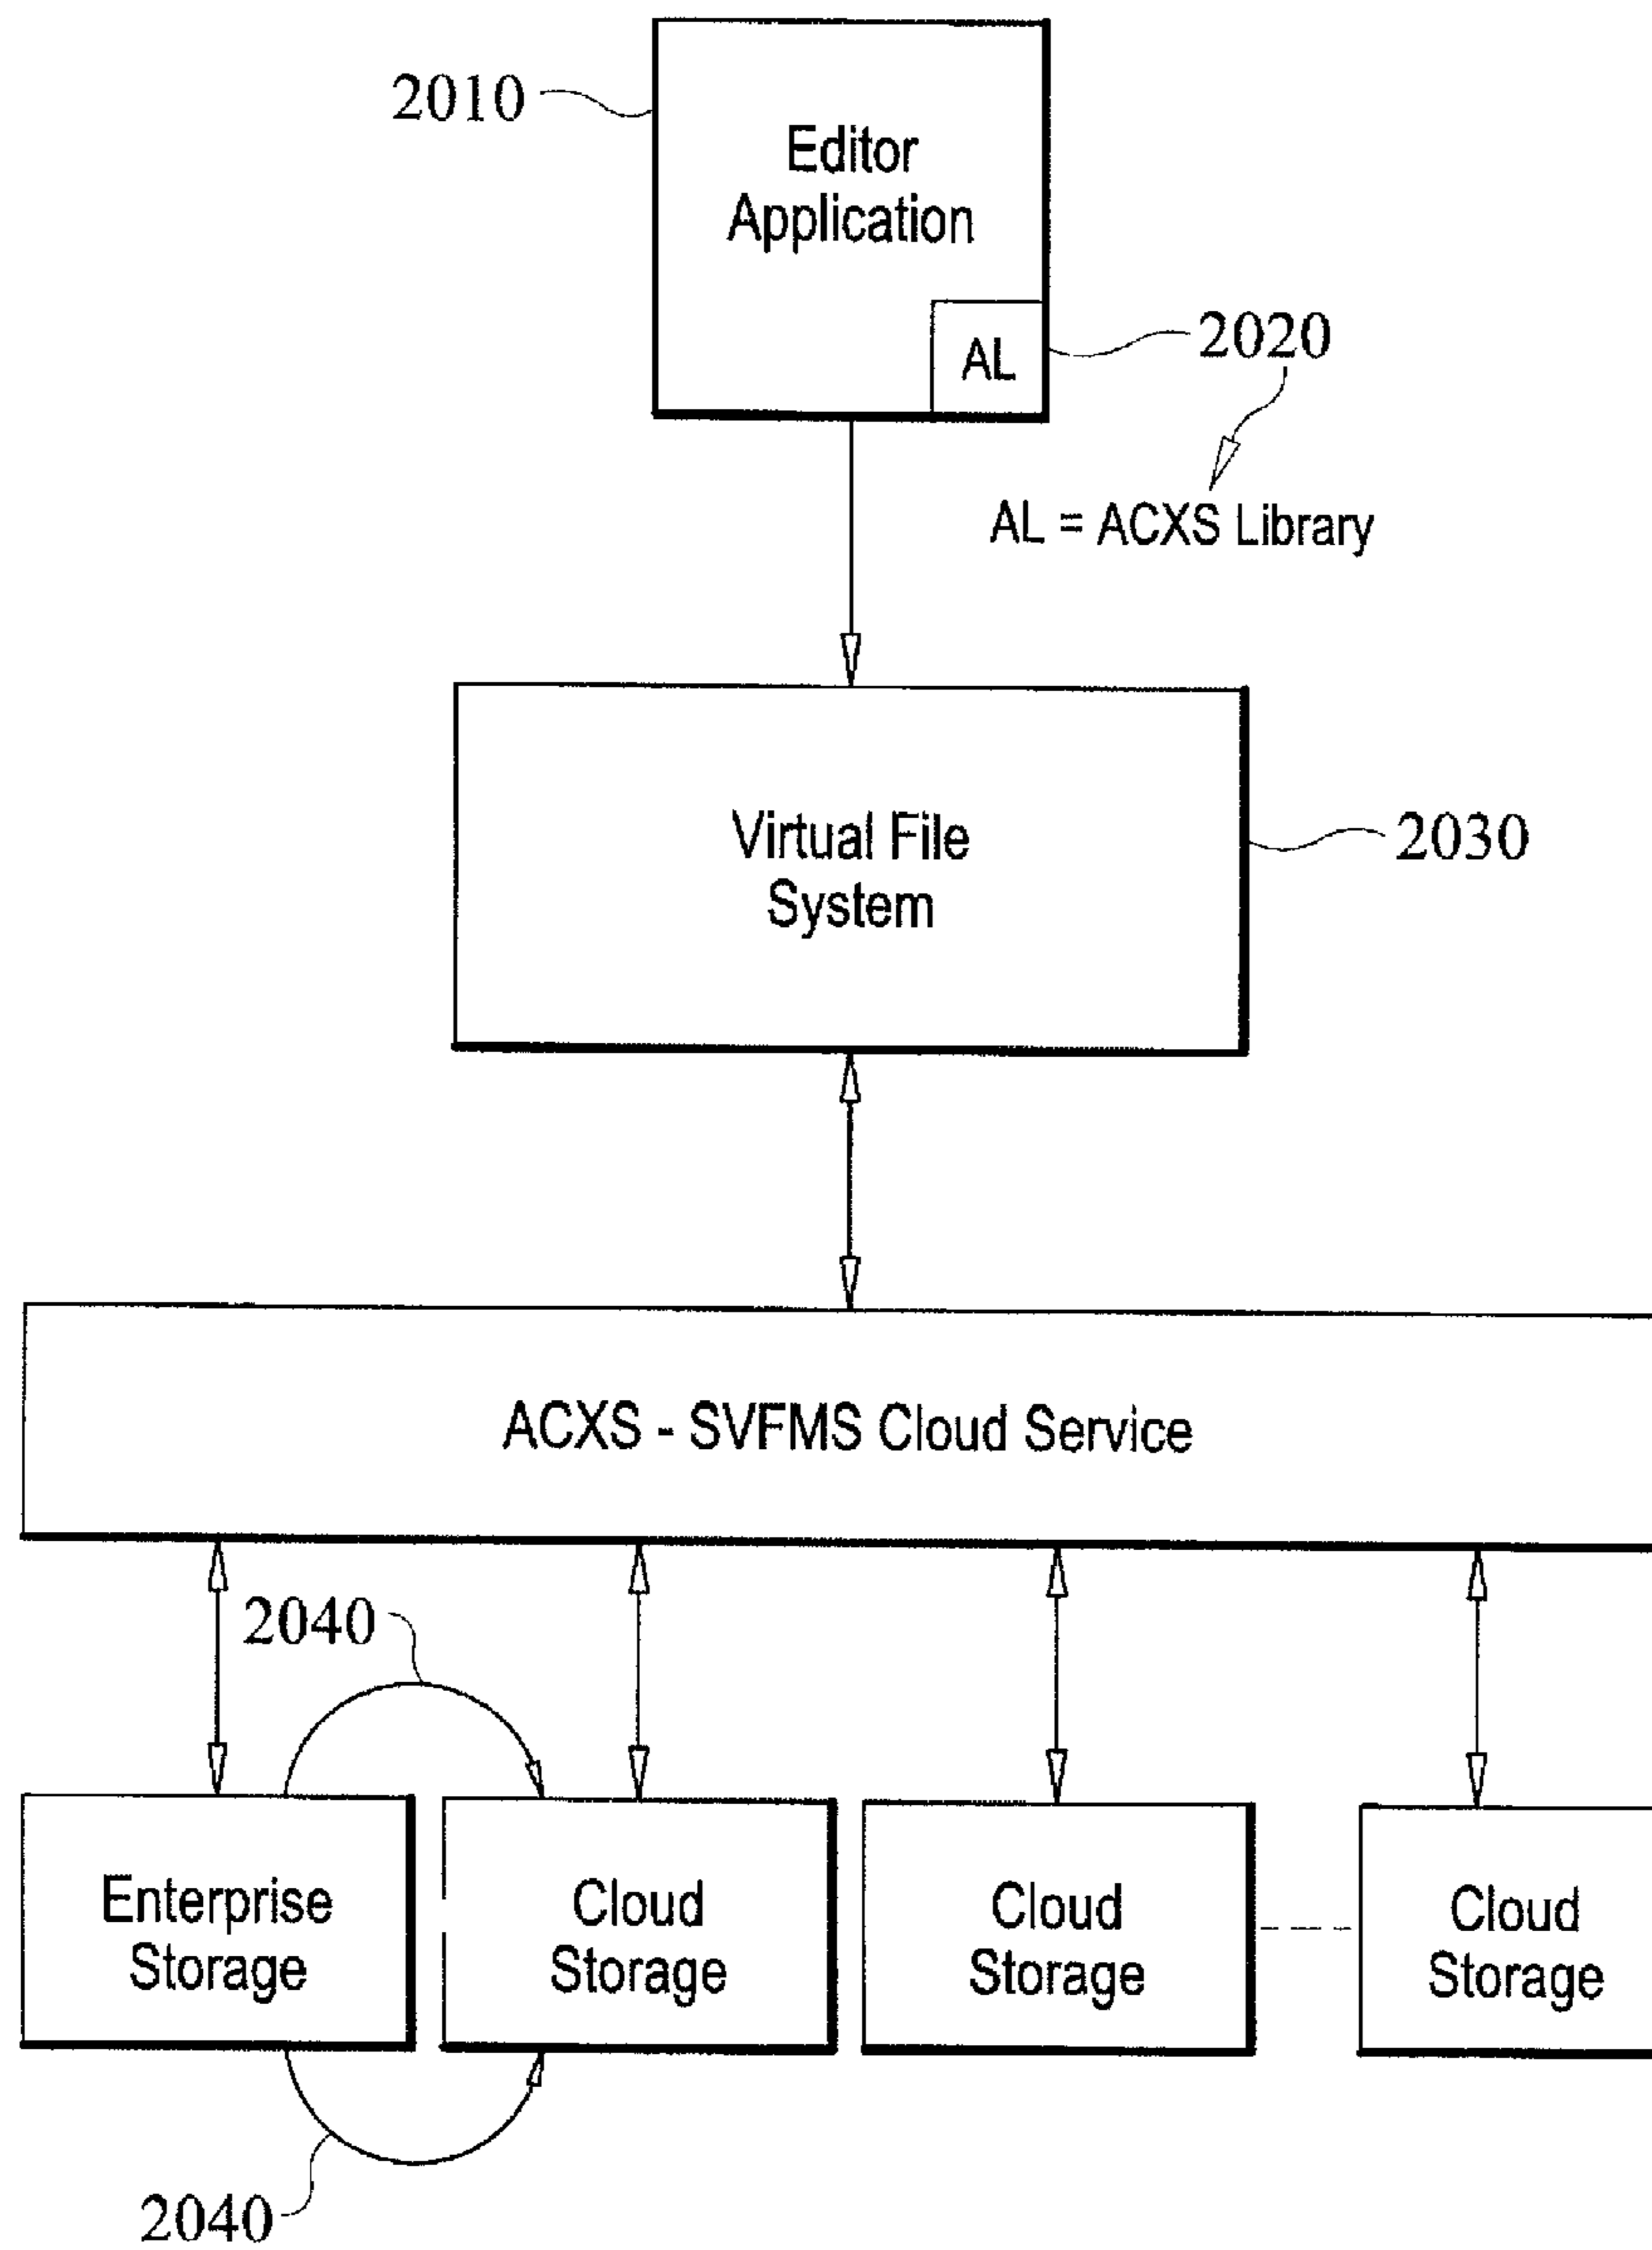 2010
Editor
Application
AL
2020
AL = ACXS Library
Virtual File
System
2030
ACXS - SVFMS Cloud Service
2040
Enterprise
Storage
Cloud
Storage
Cloud
Storage
Cloud
Storage
2040